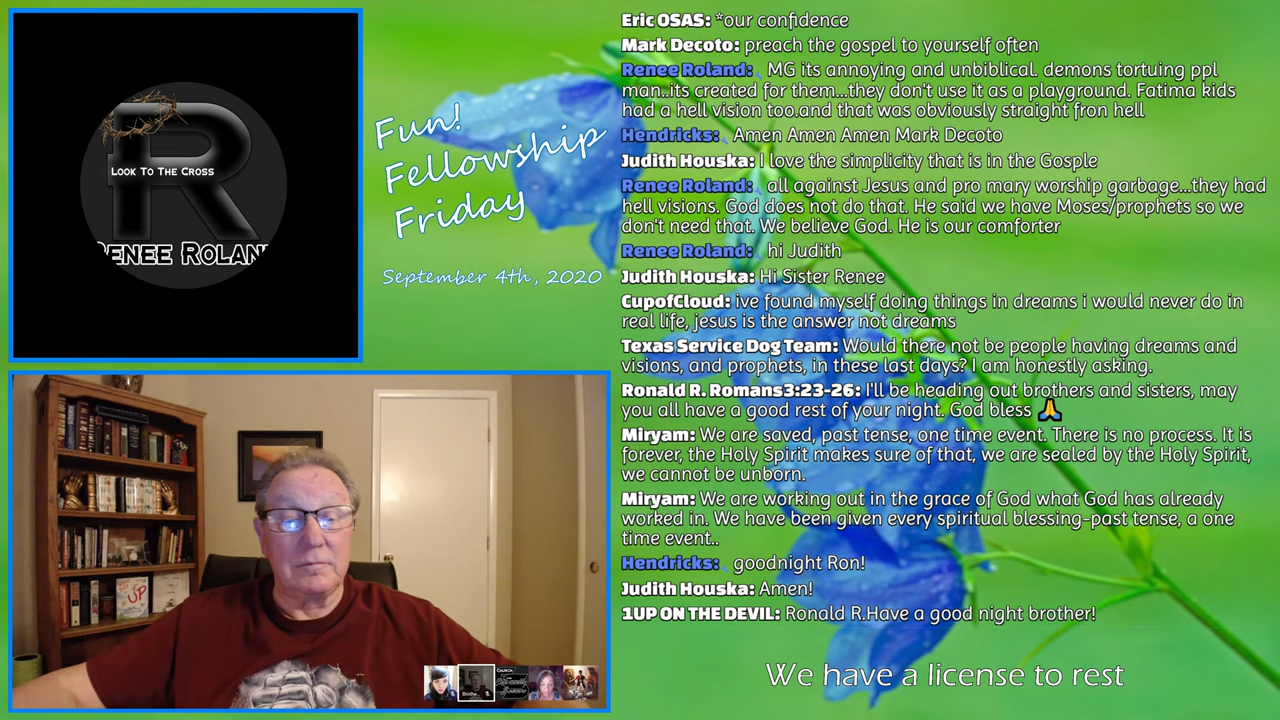 LOOK TO THE CROSS
RENEE ROLAN
Fun!
Fellowship
Friday
September 4th, 2020
UP
Brothe...
CHURCH
Eric OSAS: *our confidence
Mark Decoto: preach the gospel to yourself often
Renee Roland: MG its annoying and unbiblical. demons tortuing ppl
man..its created for them...they don't use it as a playground. Fatima kids
had a hell vision too.and that was obviously straight fron hell
Hendricks: Amen Amen Amen Mark Decoto
Judith Houska: I love the simplicity that is in the Gosple
Renee Roland: all against Jesus and pro mary worship garbage...they had
hell visions. God does not do that. He said we have Moses/prophets so we
don't need that. We believe God. He is our comforter
Renee Roland: hi Judith
Judith Houska: Hi Sister Renee
CupofCloud: ive found myself doing things in dreams i would never do in
real life, jesus is the answer not dreams
Texas Service Dog Team: Would there not be people having dreams and
visions, and prophets, in these last days? I am honestly asking.
Ronald R. Romans3:23-26: I'll be heading out brothers and sisters, may
you all have a good rest of your night. God bless 🙏
Miryam: We are saved, past tense, one time event. There is no process. It is
forever, the Holy Spirit makes sure of that, we are sealed by the Holy Spirit,
we cannot be unborn.
Miryam: We are working out in the grace of God what God has already
worked in. We have been given every spiritual blessing-past tense, a one
time event..
Hendricks: goodnight Ron!
Judith Houska: Amen!
1UP ON THE DEVIL: Ronald R.Have a good night brother!
We have a license to rest